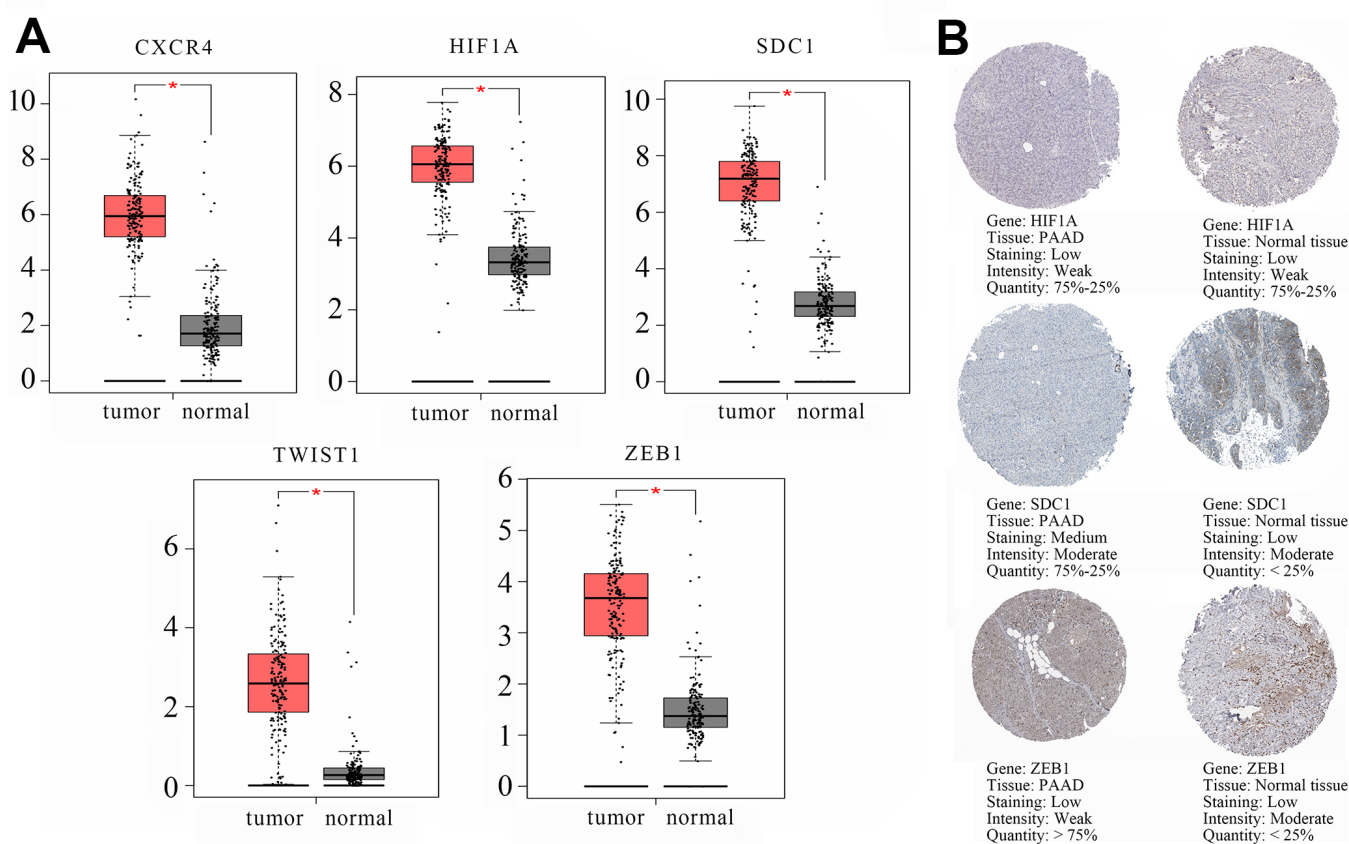 A
CXCR4
*
10
8
6
4
2
0
tumor normal
HIF1A
*
8
6
4
2
0
tumor normal
SDC1
*
10
8
6
4
2
0
tumor normal
TWIST1
*
6
4
2
0
tumor normal
ZEB1
*
6
5
4
3
2
1
0
tumor normal
B
Gene: HIF1A
Tissue: PAAD
Staining: Low
Intensity: Weak
Quantity: 75%-25%
Gene: HIF1A
Tissue: Normal tissue
Staining: Low
Intensity: Weak
Quantity: 75%-25%
Gene: SDC1
Tissue: PAAD
Staining: Medium
Intensity: Moderate
Quantity: 75%-25%
Gene: SDC1
Tissue: Normal tissue
Staining: Low
Intensity: Moderate
Quantity: < 25%
Gene: ZEB1
Tissue: PAAD
Staining: Low
Intensity: Weak
Quantity: > 75%
Gene: ZEB1
Tissue: Normal tissue
Staining: Low
Intensity: Moderate
Quantity: < 25%